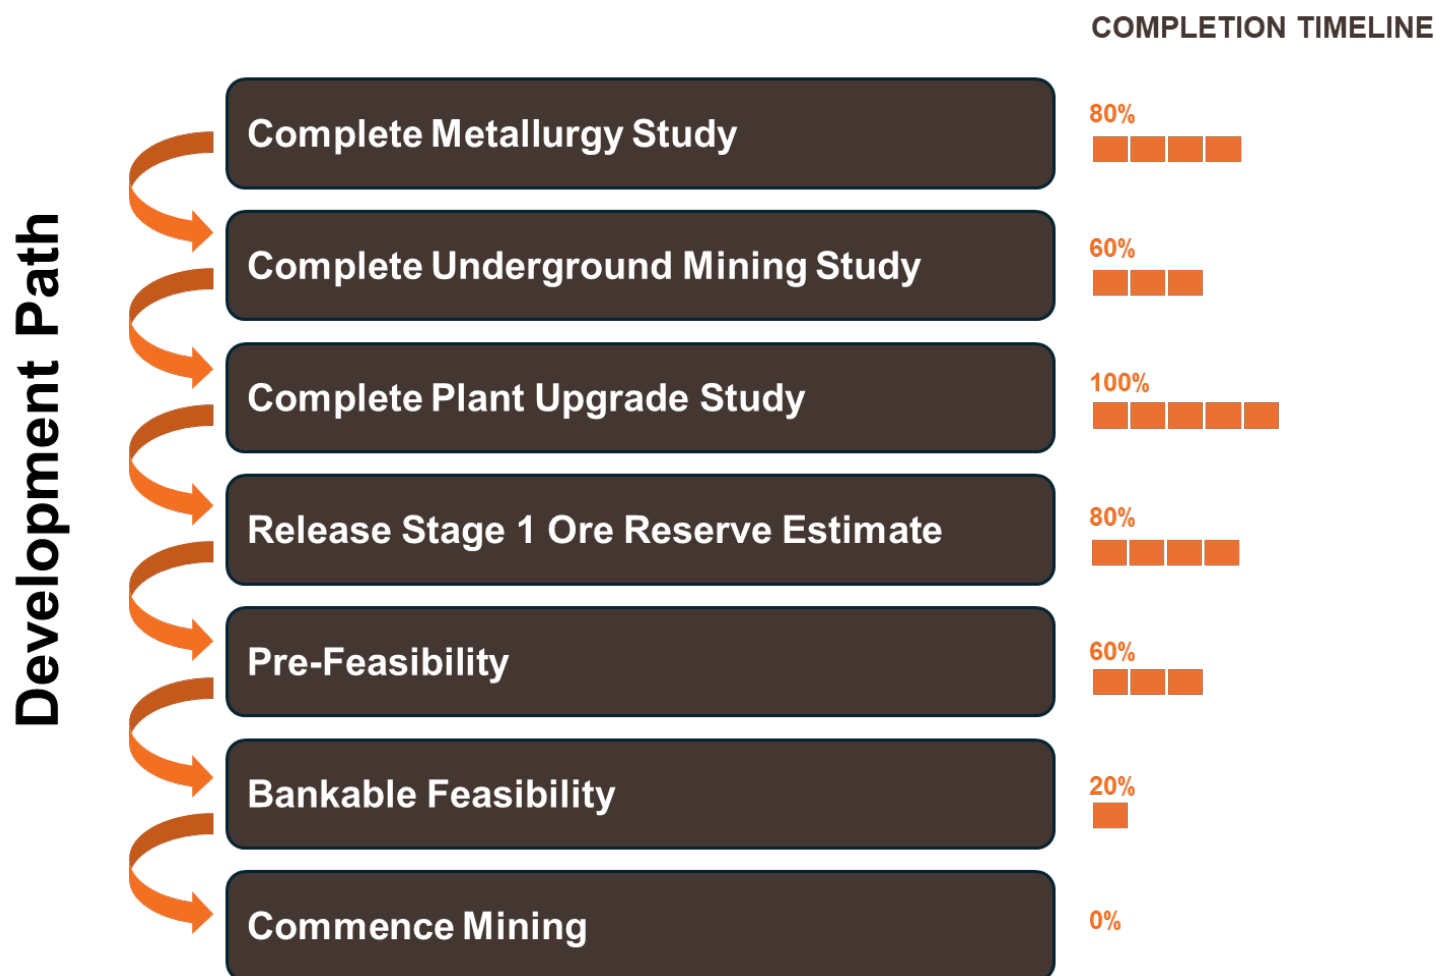 COMPLETION TIMELINE
Development Path
Complete Metallurgy Study
80%
Complete Underground Mining Study
60%
Complete Plant Upgrade Study
100%
Release Stage 1 Ore Reserve Estimate
80%
Pre-Feasibility
60%
Bankable Feasibility
20%
Commence Mining
0%